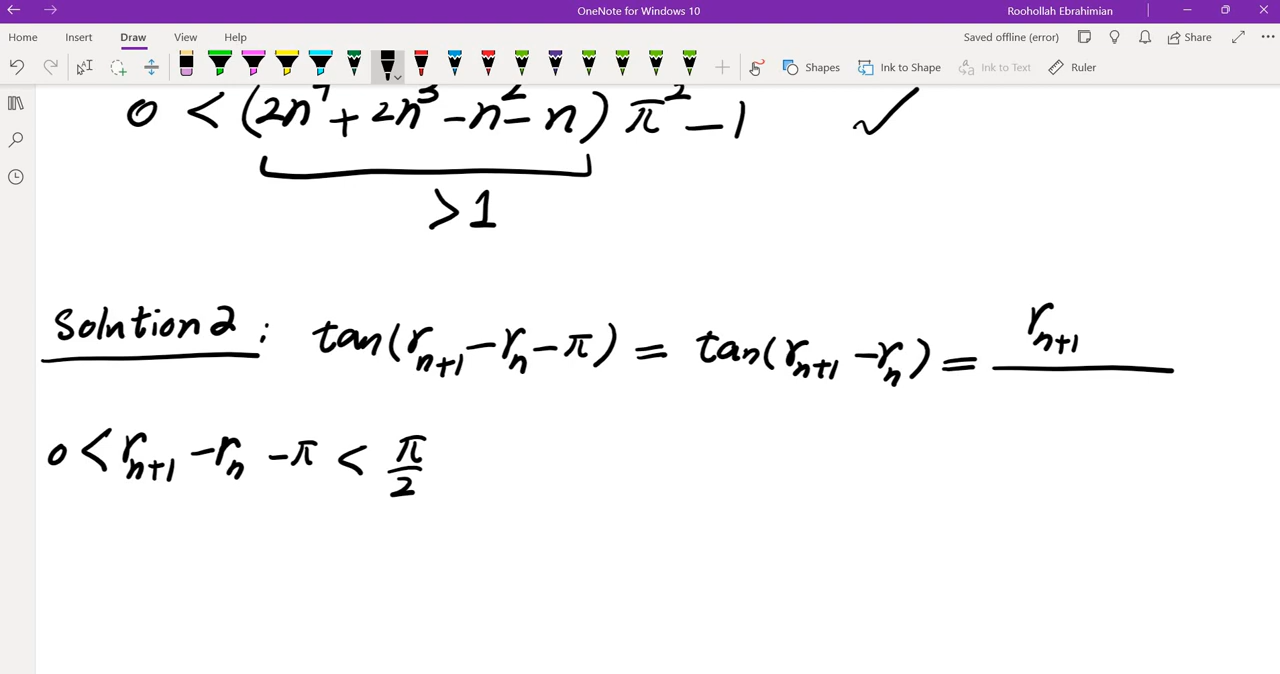 OneNote for Windows 10
Roohollah Ebrahimian
Home Insert Draw View Help
Saved offline (error) Share
Shapes Ink to Shape Ink to Text Ruler
0 < (2n⁴ + 2n³ - n² - n) π² - 1 ✓
> 1
Solution 2 : tan(r_{n+1} - r_n - π) = tan(r_{n+1} - r_n) = r_{n+1} /
0 < r_{n+1} - r_n - π < π/2